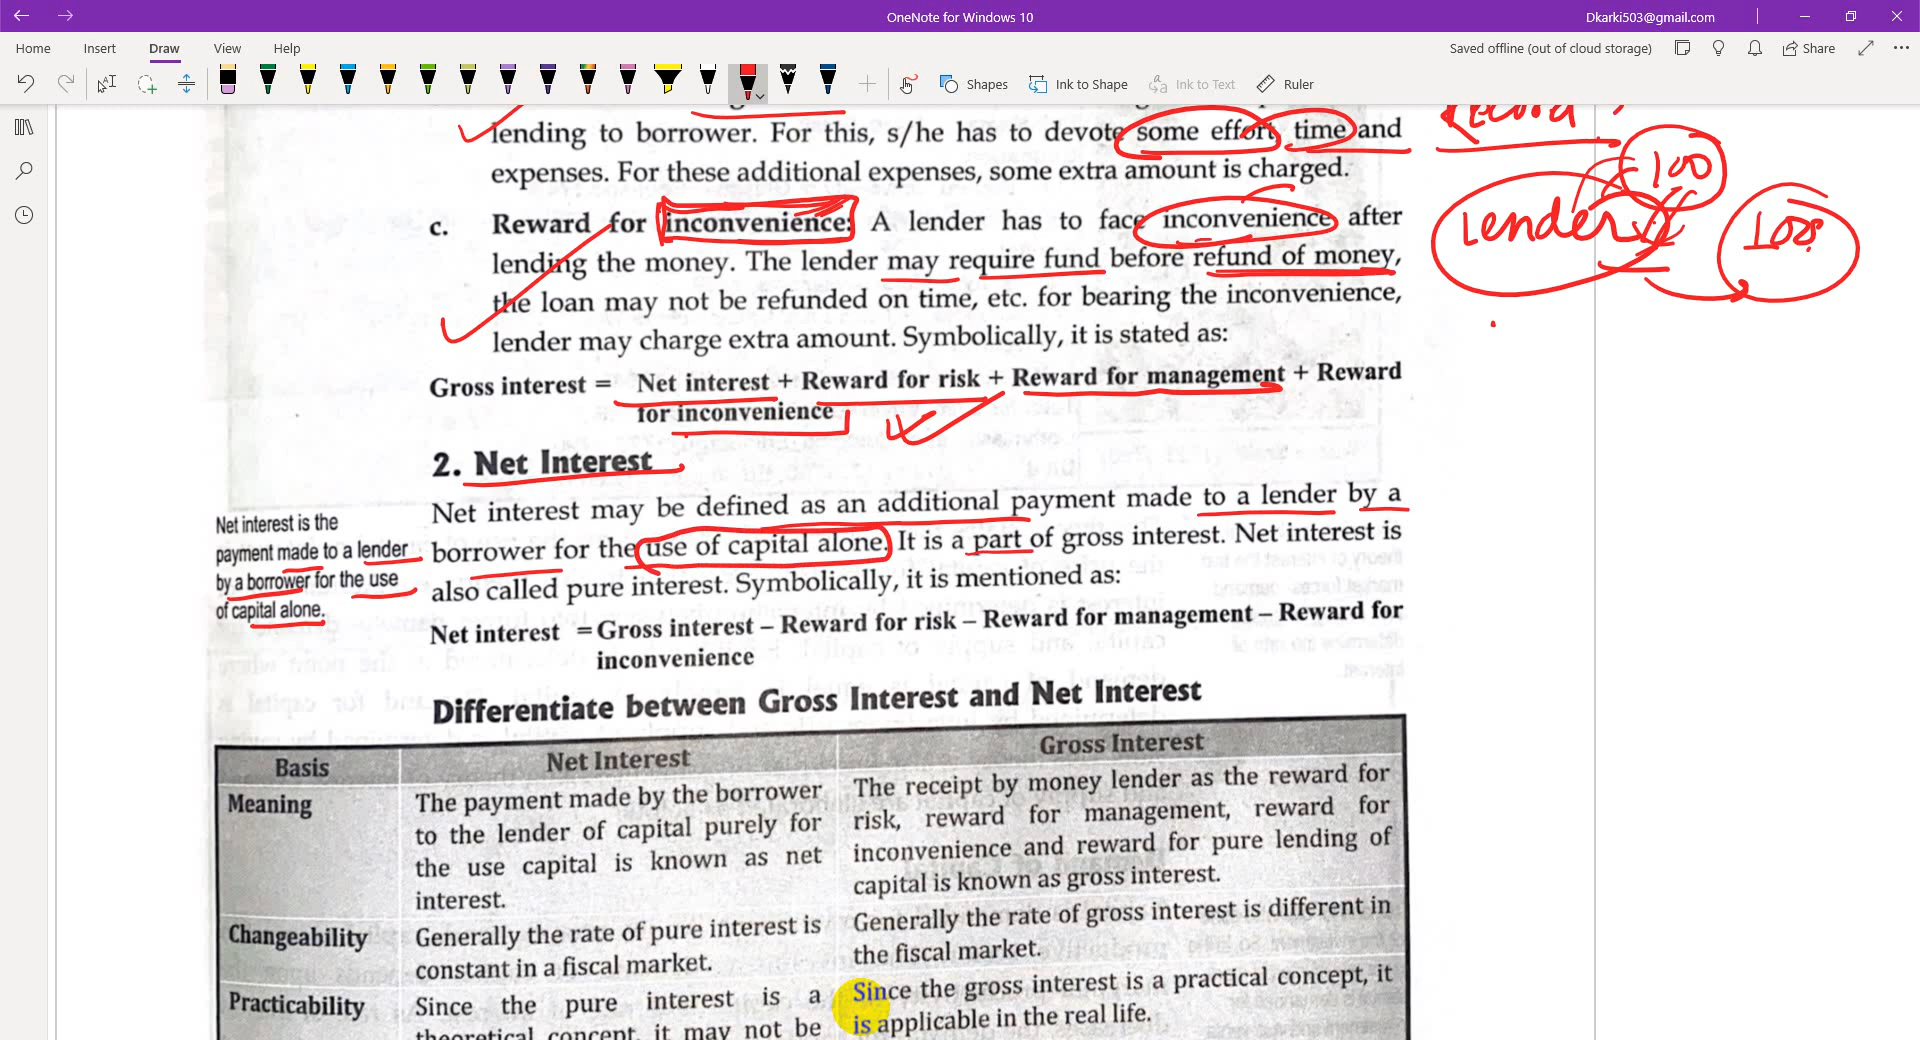 OneNote for Windows 10
Dkarki503@gmail.com
Home Insert Draw View Help
Saved offline (out of cloud storage)
Share
Shapes
Ink to Shape
Ink to Text
Ruler
lending to borrower. For this, s/he has to devote some effort, time and
expenses. For these additional expenses, some extra amount is charged.
c. Reward for inconvenience: A lender has to face inconvenience after
lending the money. The lender may require fund before refund of money,
the loan may not be refunded on time, etc. for bearing the inconvenience,
lender may charge extra amount. Symbolically, it is stated as:
Gross interest = Net interest + Reward for risk + Reward for management + Reward
for inconvenience
Record
100
Lender
100
2. Net Interest
Net interest may be defined as an additional payment made to a lender by a
borrower for the use of capital alone. It is a part of gross interest. Net interest is
also called pure interest. Symbolically, it is mentioned as:
Net interest is the
payment made to a lender
by a borrower for the use
of capital alone.
Net interest = Gross interest – Reward for risk – Reward for management – Reward for
inconvenience
Differentiate between Gross Interest and Net Interest
Basis Net Interest Gross Interest
Meaning
The payment made by the borrower
to the lender of capital purely for
the use capital is known as net
interest.
The receipt by money lender as the reward for
risk, reward for management, reward for
inconvenience and reward for pure lending of
capital is known as gross interest.
Changeability
Generally the rate of pure interest is
constant in a fiscal market.
Generally the rate of gross interest is different in
the fiscal market.
Practicability
Since the pure interest is a
theoretical concept, it may not be
Since the gross interest is a practical concept, it
is applicable in the real life.